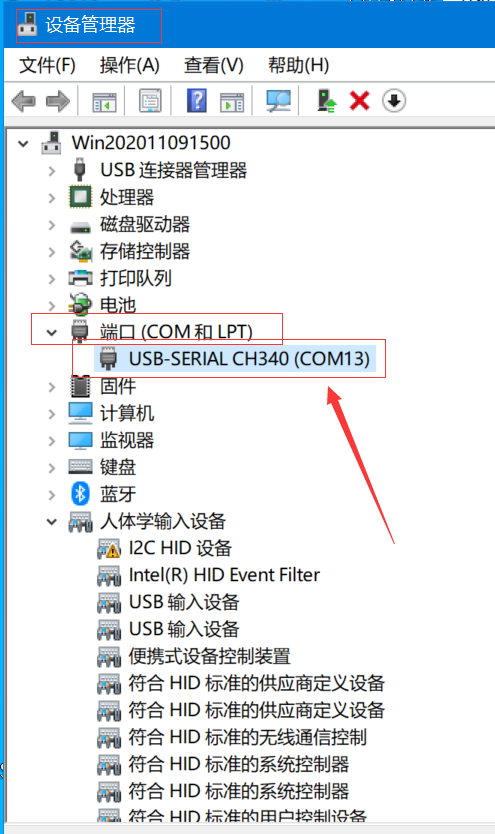 设备管理器
文件(F) 操作(A) 查看(V) 帮助(H)
Win202011091500
USB 连接器管理器
处理器
磁盘驱动器
存储控制器
打印队列
电池
端口 (COM 和 LPT)
USB-SERIAL CH340 (COM13)
固件
计算机
监视器
键盘
蓝牙
人体学输入设备
I2C HID 设备
Intel(R) HID Event Filter
USB 输入设备
USB 输入设备
便携式设备控制装置
符合 HID 标准的供应商定义设备
符合 HID 标准的供应商定义设备
符合 HID 标准的无线通信控制
符合 HID 标准的系统控制器
符合 HID 标准的系统控制器
符合 HID 标准的用户控制设备